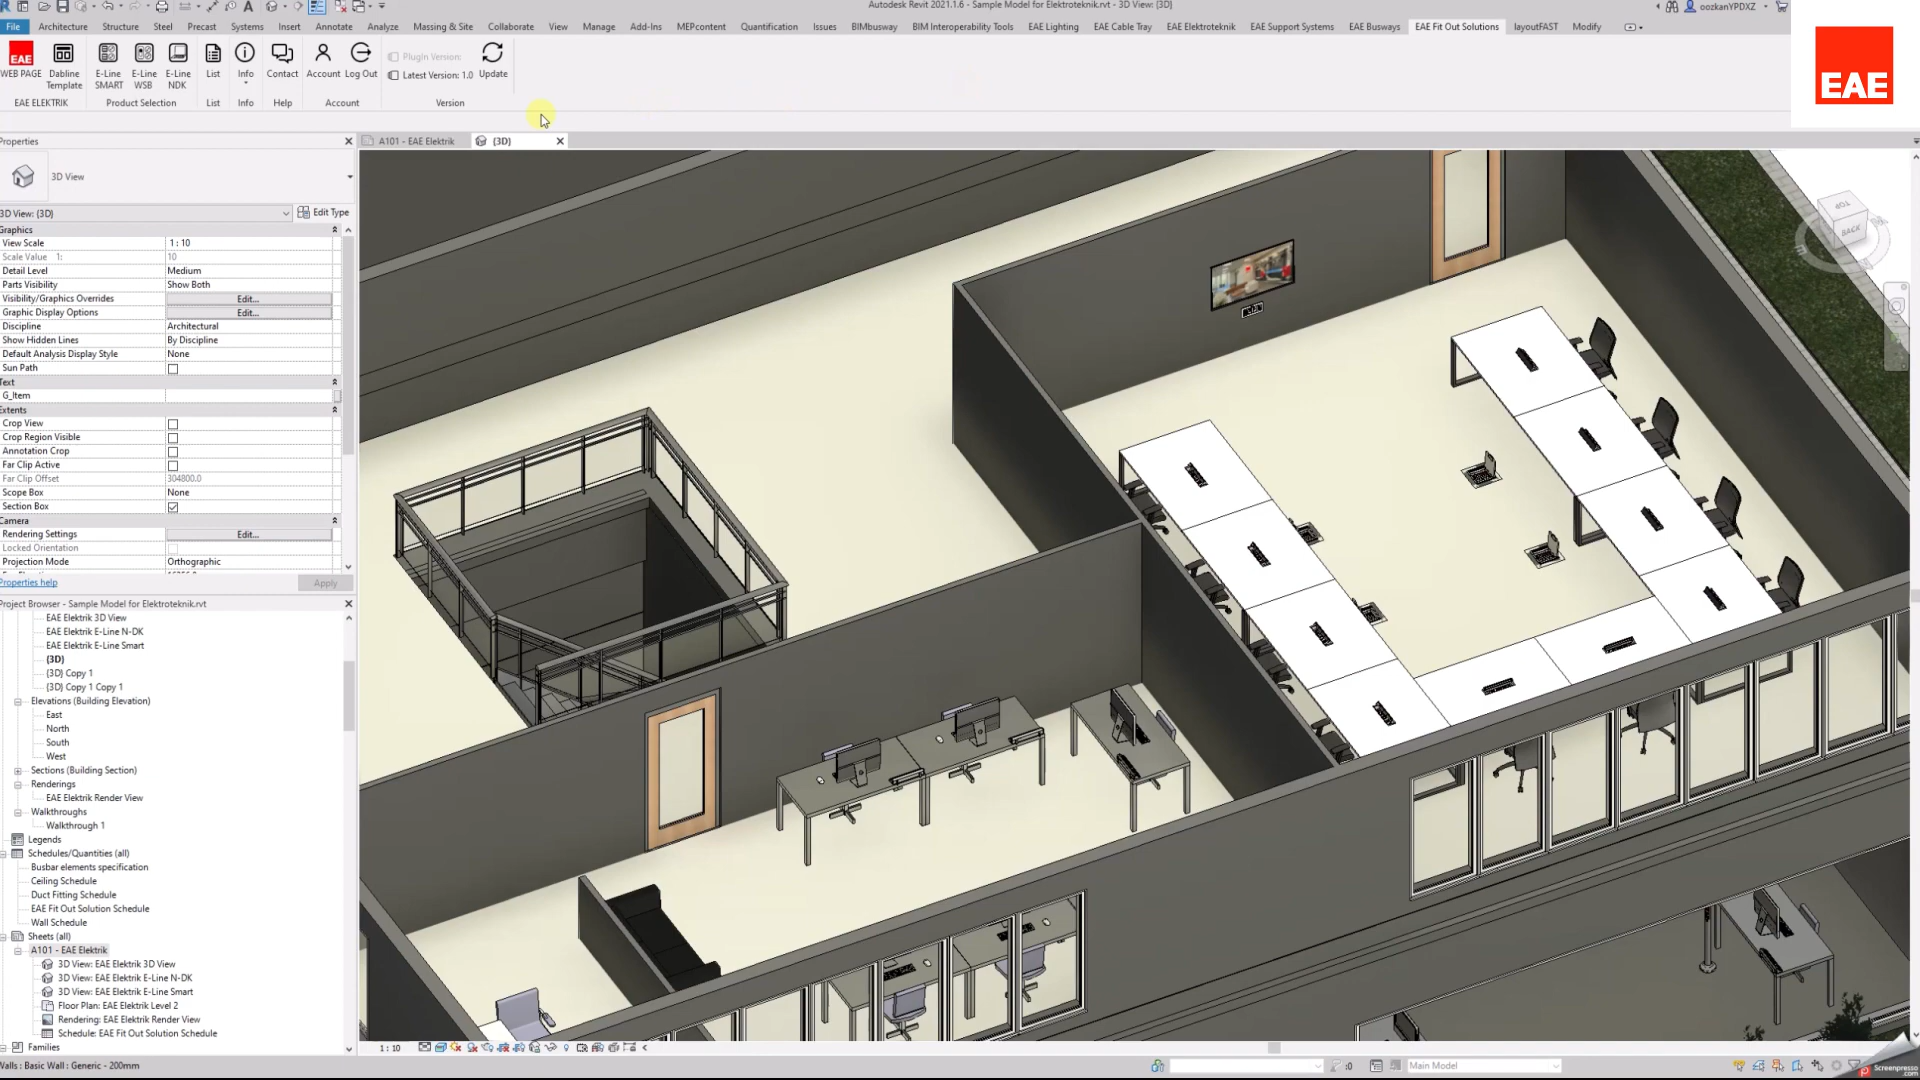 Autodesk Revit 2021.1.6 - Sample Model for Elektroteknik.rvt - 3D View: {3D}
oozkanYPDXZ
File Architecture Structure Steel Precast Systems Insert Annotate Analyze Massing & Site Collaborate View Manage Add-Ins MEPcontent Quantification Issues BIMbusway BIM Interoperability Tools EAE Lighting EAE Cable Tray EAE Elektroteknik EAE Support Systems EAE Busways EAE Fit Out Solutions layoutFAST Modify
EAE
WEB PAGE
Dabline
Template
E-Line
SMART
E-Line
WSB
E-Line
NDK
List
Info
Contact
Account
Log Out
Plugin Version:
Latest Version: 1.0
Update
EAE ELEKTRIK Product Selection List Info Help Account Version
EAE
Properties
A101 - EAE Elektrik
{3D}
3D View
3D View: {3D}
Edit Type
Graphics
View Scale 1 : 10
Scale Value 1: 10
Detail Level Medium
Parts Visibility Show Both
Visibility/Graphics Overrides Edit...
Graphic Display Options Edit...
Discipline Architectural
Show Hidden Lines By Discipline
Default Analysis Display Style None
Sun Path
Text
G_Item
Extents
Crop View
Crop Region Visible
Annotation Crop
Far Clip Active
Far Clip Offset 304800.0
Scope Box None
Section Box
Camera
Rendering Settings Edit...
Locked Orientation
Projection Mode Orthographic
Properties help
Apply
Project Browser - Sample Model for Elektroteknik.rvt
EAE Elektrik 3D View
EAE Elektrik E-Line N-DK
EAE Elektrik E-Line Smart
{3D}
{3D} Copy 1
{3D} Copy 1 Copy 1
Elevations (Building Elevation)
East
North
South
West
Sections (Building Section)
Renderings
EAE Elektrik Render View
Walkthroughs
Walkthrough 1
Legends
Schedules/Quantities (all)
Busbar elements specification
Ceiling Schedule
Duct Fitting Schedule
EAE Fit Out Solution Schedule
Wall Schedule
Sheets (all)
A101 - EAE Elektrik
3D View: EAE Elektrik 3D View
3D View: EAE Elektrik E-Line N-DK
3D View: EAE Elektrik E-Line Smart
Floor Plan: EAE Elektrik Level 2
Rendering: EAE Elektrik Render View
Schedule: EAE Fit Out Solution Schedule
Families
TOP
BACK
1 : 10
Walls : Basic Wall : Generic - 200mm
:0
Main Model
Screenpresso
.com